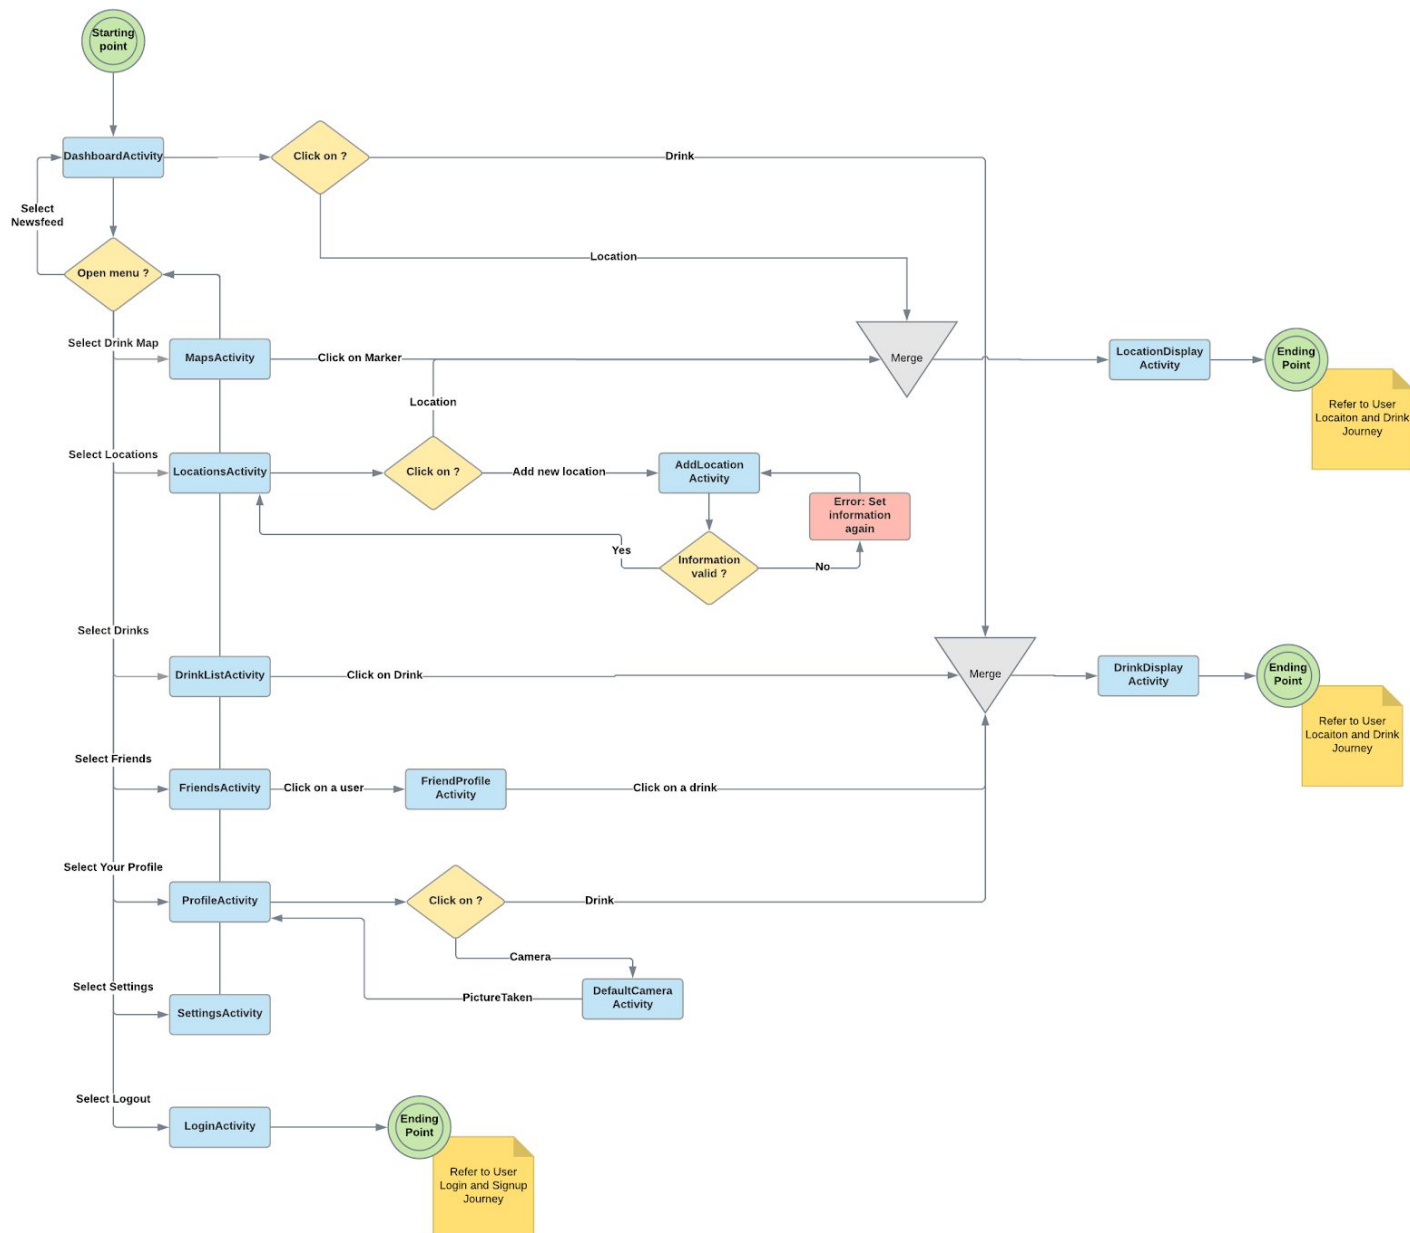 Starting
point
DashboardActivity
Click on ?
Drink
Select
Newsfeed
Open menu ?
Location
Select Drink Map
MapsActivity
Click on Marker
Merge
LocationDisplay
Activity
Ending
Point
Refer to User
Locaiton and Drink
Journey
Location
Select Locations
LocationsActivity
Click on ?
Add new location
AddLocation
Activity
Error: Set
information
again
Yes
Information
valid ?
No
Select Drinks
DrinkListActivity
Click on Drink
Merge
DrinkDisplay
Activity
Ending
Point
Refer to User
Locaiton and Drink
Journey
Select Friends
FriendsActivity
Click on a user
FriendProfile
Activity
Click on a drink
Select Your Profile
ProfileActivity
Click on ?
Drink
Camera
Select Settings
PictureTaken
DefaultCamera
Activity
SettingsActivity
Select Logout
LoginActivity
Ending
Point
Refer to User
Login and Signup
Journey